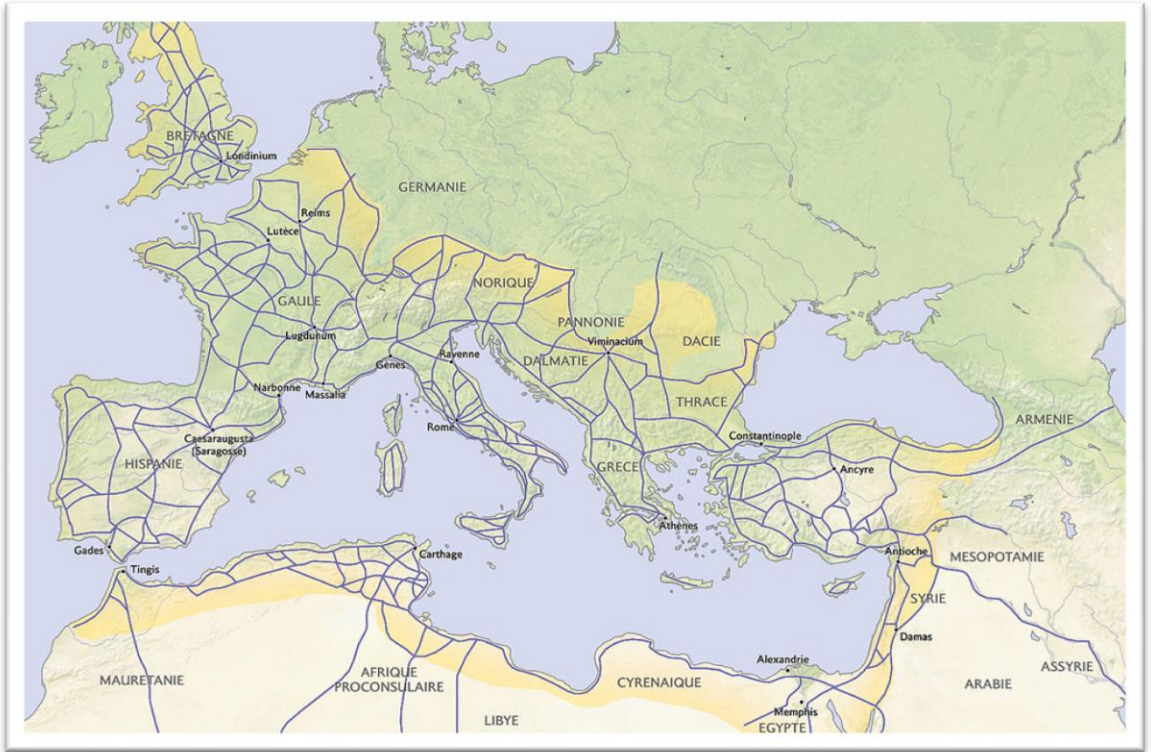 BRETAGNE
Londinium
GERMANIE
Reims
Lutèce
NORIQUE
GAULE
PANNONIE
Lugdunum
Viminacium
DACIE
Ravenne
DALMATIE
Gênes
Narbonne
Massalia
THRACE
ARMENIE
Rome
Constantinople
Caesaraugusta
(Saragosse)
HISPANIE
GRECE
Ancyre
Athènes
Gades
Carthage
Antioche
MESOPOTAMIE
Tingis
SYRIE
Damas
Alexandrie
ASSYRIE
MAURETANIE
AFRIQUE
PROCONSULAIRE
CYRENAIQUE
ARABIE
Memphis
LIBYE
EGYPTE